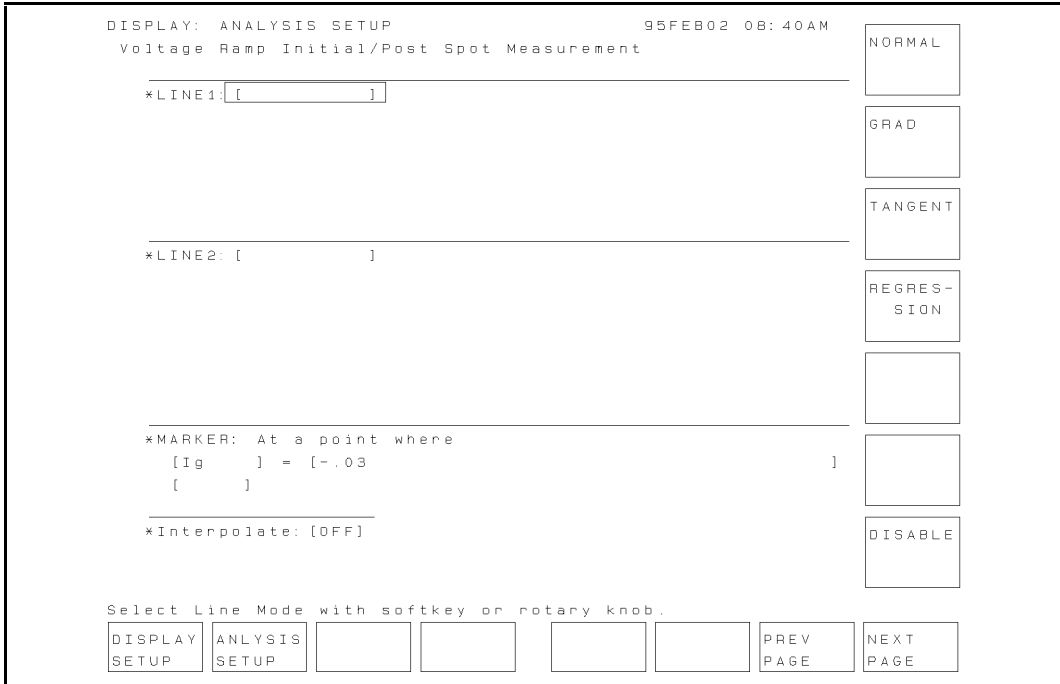 DISPLAY: ANALYSIS SETUP 95FEB02 08:40AM
Voltage Ramp Initial/Post Spot Measurement
*LINE1: [ ]
*LINE2: [ ]
*MARKER: At a point where
[Ig ] = [-.03 ]
[ ]
*Interpolate: [OFF]
NORMAL
GRAD
TANGENT
REGRES-
SION
DISABLE
Select Line Mode with softkey or rotary knob.
DISPLAY
SETUP
ANLYSIS
SETUP
PREV
PAGE
NEXT
PAGE